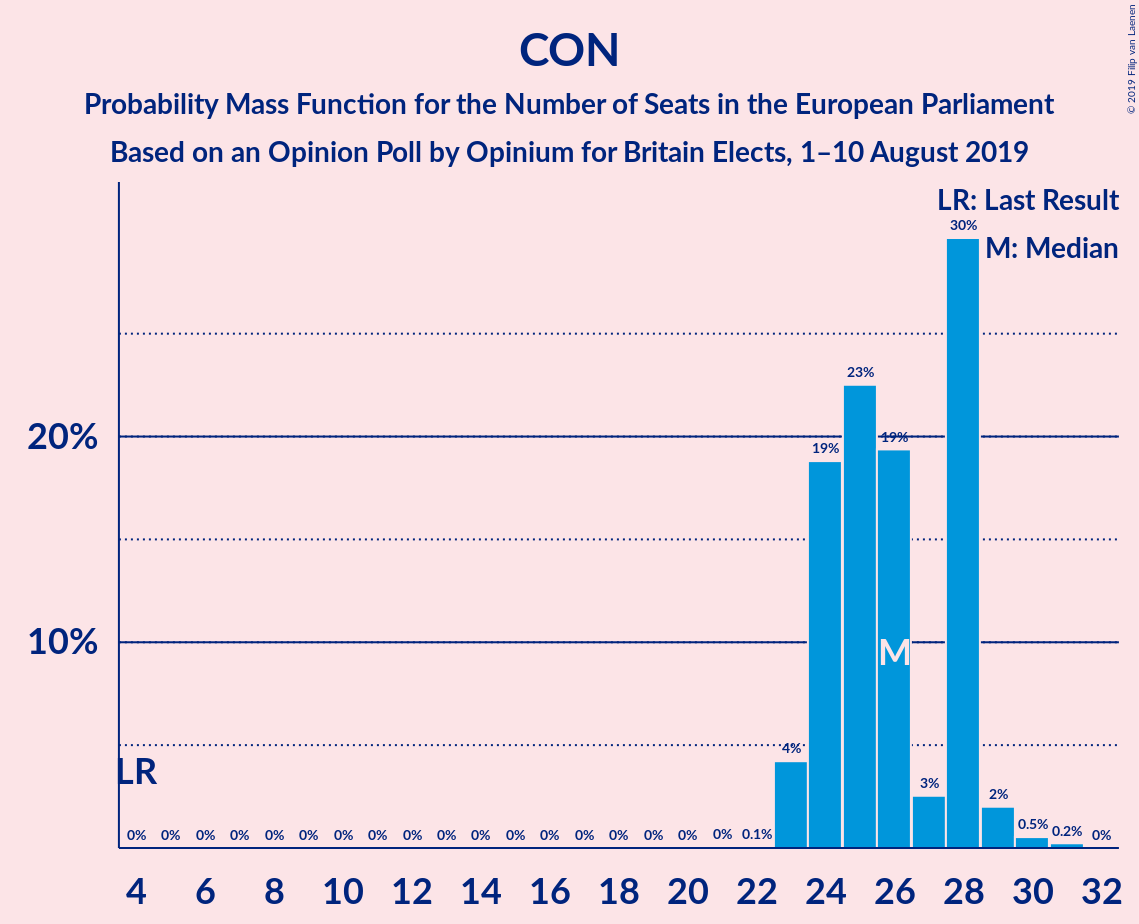 CON
Probability Mass Function for the Number of Seats in the European Parliament
Based on an Opinion Poll by Opinium for Britain Elects, 1–10 August 2019
© 2019 Filip van Laenen
LR: Last Result
M: Median
30%
23%
20%
19%
19%
10%
M
4%
LR
3%
2%
0% 0% 0% 0% 0% 0% 0% 0% 0% 0% 0% 0% 0% 0% 0% 0% 0% 0% 0.1% 0.5% 0.2% 0%
4 6 8 10 12 14 16 18 20 22 24 26 28 30 32